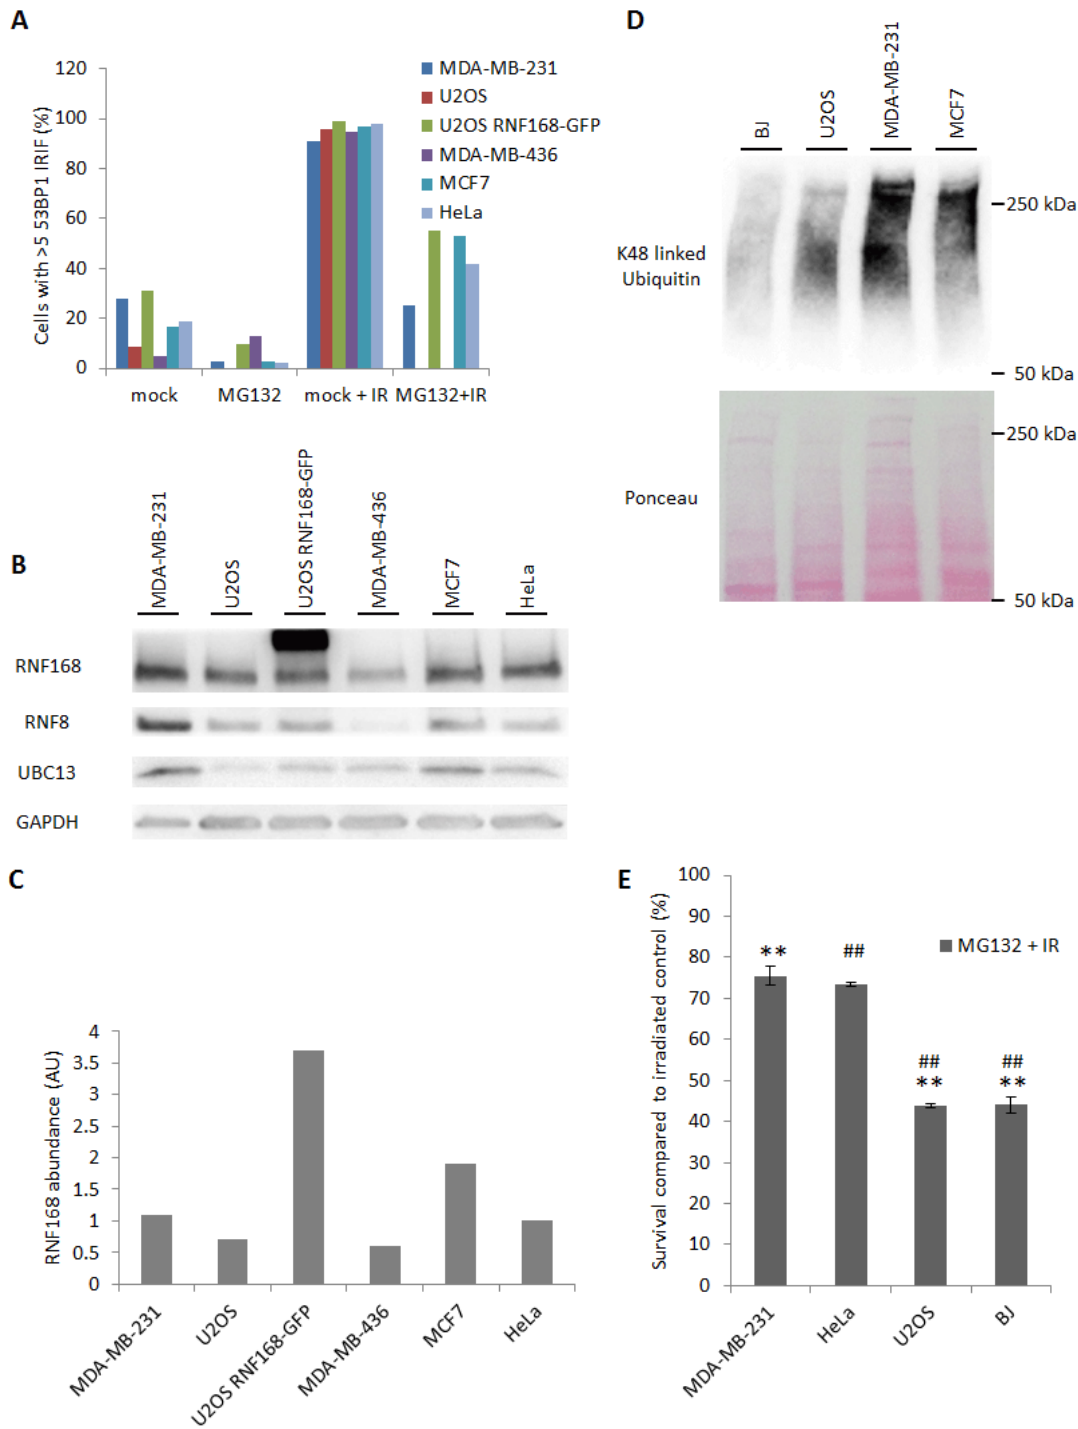 A
Cells with >5 53BP1 IRIF (%)
120
100
80
60
40
20
0
mock
MG132
mock + IR
MG132+IR
MDA-MB-231
U2OS
U2OS RNF168-GFP
MDA-MB-436
MCF7
HeLa
B
MDA-MB-231
U2OS
U2OS RNF168-GFP
MDA-MB-436
MCF7
HeLa
RNF168
RNF8
UBC13
GAPDH
C
RNF168 abundance (AU)
4
3.5
3
2.5
2
1.5
1
0.5
0
MDA-MB-231
U2OS
U2OS RNF168-GFP
MDA-MB-436
MCF7
HeLa
D
BJ
U2OS
MDA-MB-231
MCF7
K48 linked
Ubiquitin
250 kDa
50 kDa
Ponceau
250 kDa
50 kDa
E
Survival compared to irradiated control (%)
100
90
80
70
60
50
40
30
20
10
0
**
##
##
**
##
**
MG132 + IR
MDA-MB-231
HeLa
U2OS
BJ